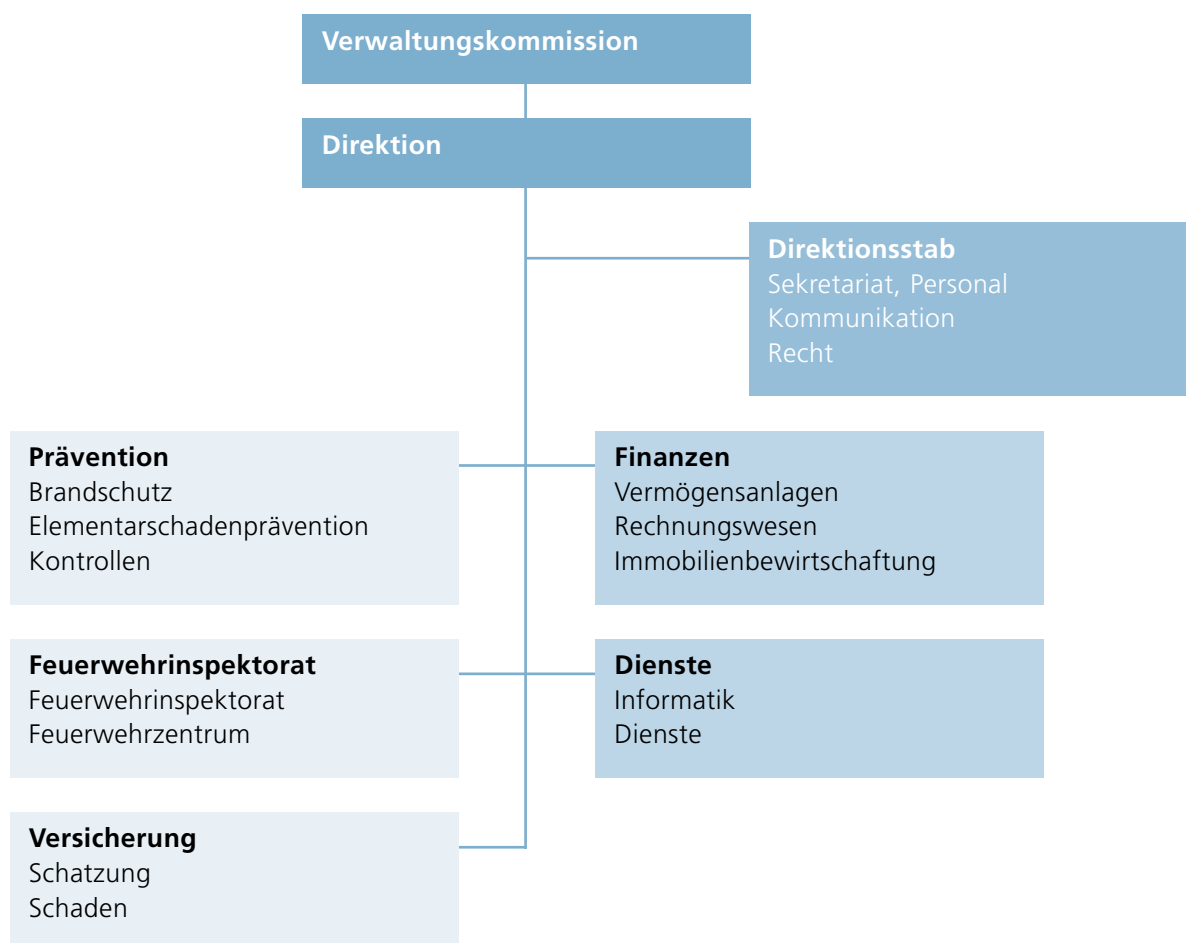 Verwaltungskommission
Direktion
Direktionsstab
Sekretariat, Personal
Kommunikation
Recht
Prävention
Brandschutz
Elementarschadenprävention
Kontrollen
Finanzen
Vermögensanlagen
Rechnungswesen
Immobilienbewirtschaftung
Feuerwehrinspektorat
Feuerwehrinspektorat
Feuerwehrzentrum
Dienste
Informatik
Dienste
Versicherung
Schatzung
Schaden